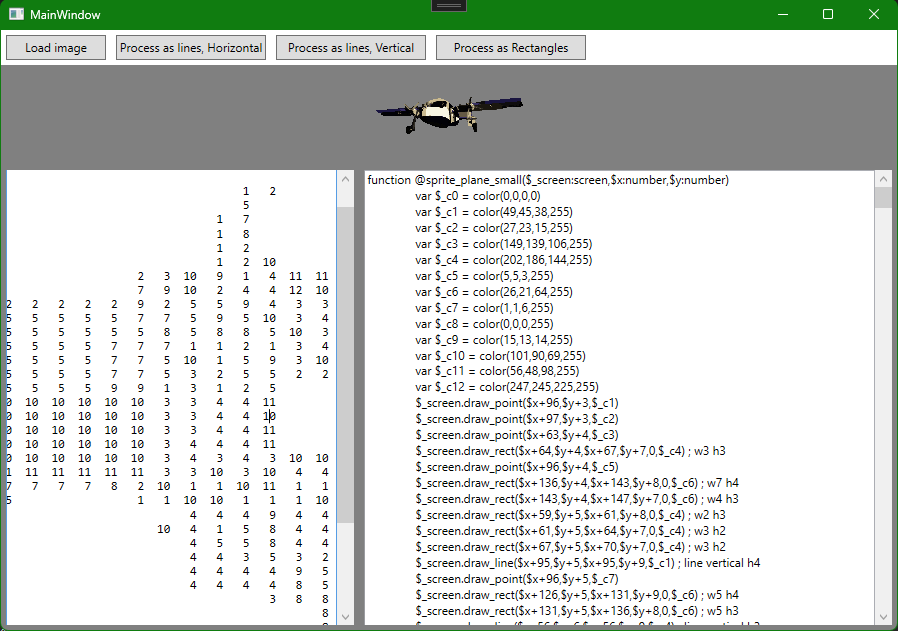 MainWindow
Load image
Process as lines, Horizontal
Process as lines, Vertical
Process as Rectangles
1 2
5
1 7
1 8
1 2
1 2 10
2 3 10 9 1 4 11 11
7 9 10 2 4 4 12 10
2 2 2 2 2 9 2 5 5 9 4 3 3
5 5 5 5 5 7 7 5 9 5 10 3 4
5 5 5 5 5 5 8 5 8 8 5 10 3
5 5 5 5 7 7 7 1 1 2 1 3 4
5 5 5 5 7 7 5 10 1 5 9 3 10
5 5 5 5 7 5 3 2 5 5 2 2
5 5 5 5 9 9 1 3 1 2 5
10 10 10 10 10 3 3 4 4 11
10 10 10 10 10 3 3 4 4 10
10 10 10 10 10 3 3 4 4 11
10 10 10 10 10 3 4 4 4 11
10 10 10 10 10 3 4 3 4 3 10 10
11 11 11 11 11 3 3 10 3 10 4 4
7 7 7 7 8 2 10 1 1 10 11 1 1
5 1 1 10 10 1 1 1 10
4 4 4 9 4 4
10 4 1 5 8 4 4
4 5 5 8 4 4
4 4 3 5 3 2
4 4 4 4 9 5
4 4 4 4 8 5
3 8 8
8
function @sprite_plane_small($_screen:screen,$x:number,$y:number)
var $_c0 = color(0,0,0,0)
var $_c1 = color(49,45,38,255)
var $_c2 = color(27,23,15,255)
var $_c3 = color(149,139,106,255)
var $_c4 = color(202,186,144,255)
var $_c5 = color(5,5,3,255)
var $_c6 = color(26,21,64,255)
var $_c7 = color(1,1,6,255)
var $_c8 = color(0,0,0,255)
var $_c9 = color(15,13,14,255)
var $_c10 = color(101,90,69,255)
var $_c11 = color(56,48,98,255)
var $_c12 = color(247,245,225,255)
$_screen.draw_point($x+96,$y+3,$_c1)
$_screen.draw_point($x+97,$y+3,$_c2)
$_screen.draw_point($x+63,$y+4,$_c3)
$_screen.draw_rect($x+64,$y+4,$x+67,$y+7,0,$_c4) ; w3 h3
$_screen.draw_point($x+96,$y+4,$_c5)
$_screen.draw_rect($x+136,$y+4,$x+143,$y+8,0,$_c6) ; w7 h4
$_screen.draw_rect($x+143,$y+4,$x+147,$y+7,0,$_c6) ; w4 h3
$_screen.draw_rect($x+59,$y+5,$x+61,$y+8,0,$_c4) ; w2 h3
$_screen.draw_rect($x+61,$y+5,$x+64,$y+7,0,$_c4) ; w3 h2
$_screen.draw_rect($x+67,$y+5,$x+70,$y+7,0,$_c4) ; w3 h2
$_screen.draw_line($x+95,$y+5,$x+95,$y+9,$_c1) ; line vertical h4
$_screen.draw_point($x+96,$y+5,$_c7)
$_screen.draw_rect($x+126,$y+5,$x+131,$y+9,0,$_c6) ; w5 h4
$_screen.draw_rect($x+131,$y+5,$x+136,$y+8,0,$_c6) ; w5 h3